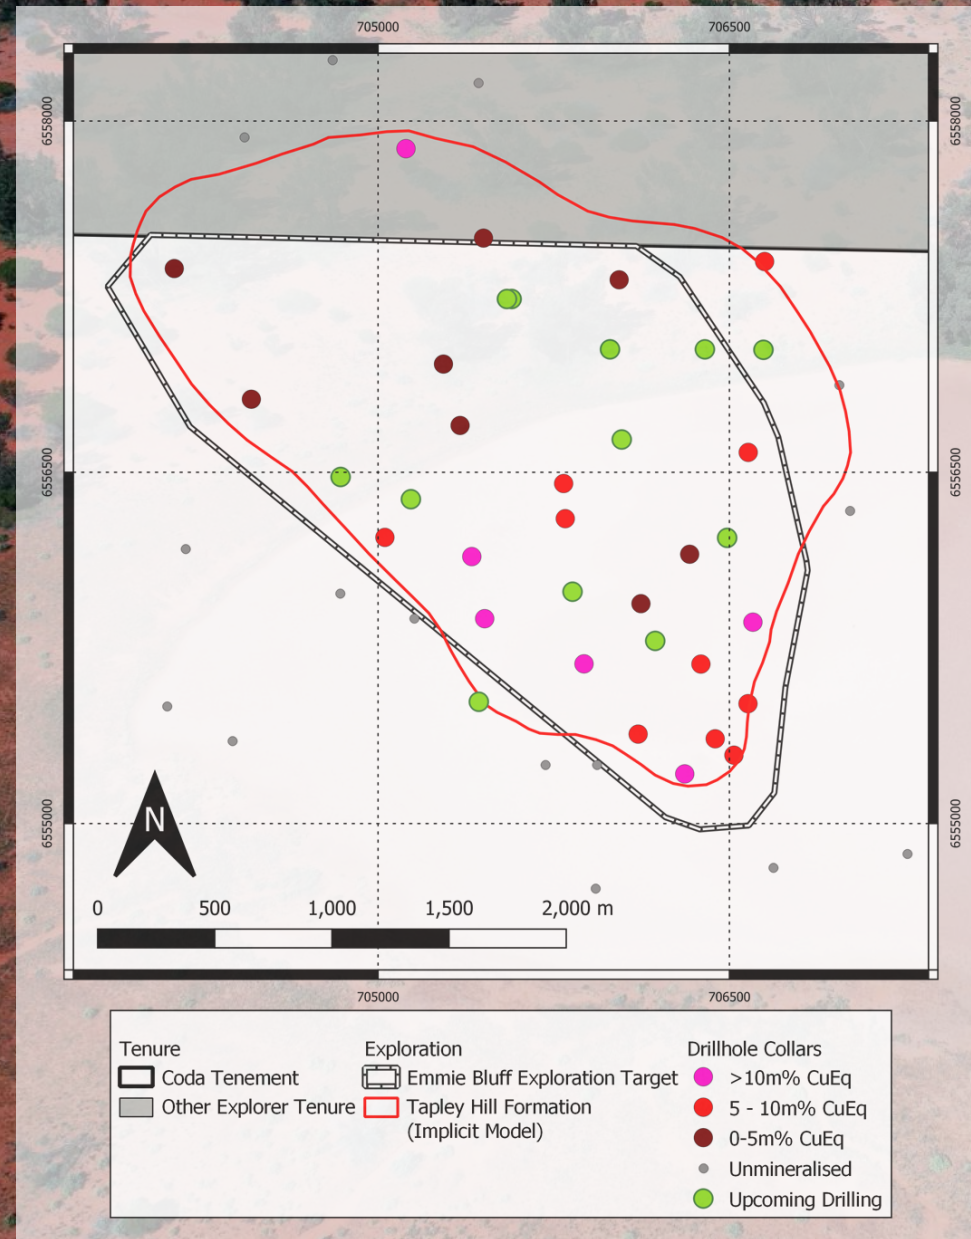 705000 706500
6558000 6558000
6556500 6556500
6555000 6555000
N
0 500 1,000 1,500 2,000 m
705000 706500
Tenure
Coda Tenement
Other Explorer Tenure
Exploration
Emmie Bluff Exploration Target
Tapley Hill Formation
(Implicit Model)
Drillhole Collars
>10m% CuEq
5 - 10m% CuEq
0-5m% CuEq
Unmineralised
Upcoming Drilling